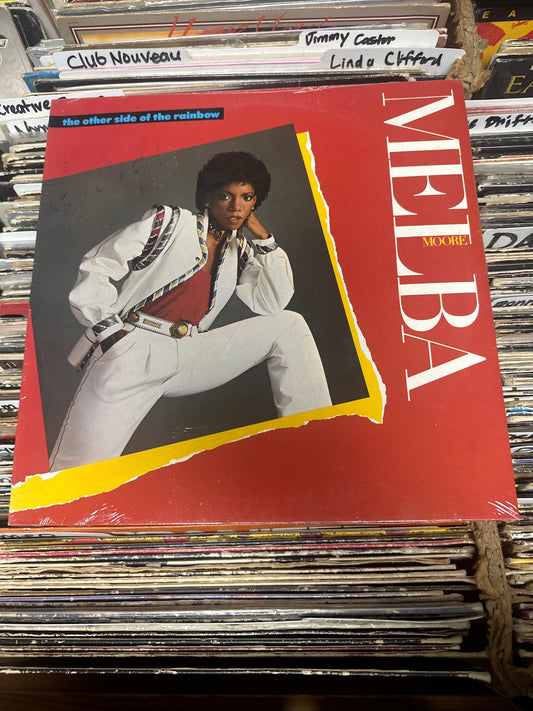 Jimmy Castor
Club Nouveau
Linda Clifford
the other side of the rainbow
MELBA
MOORE